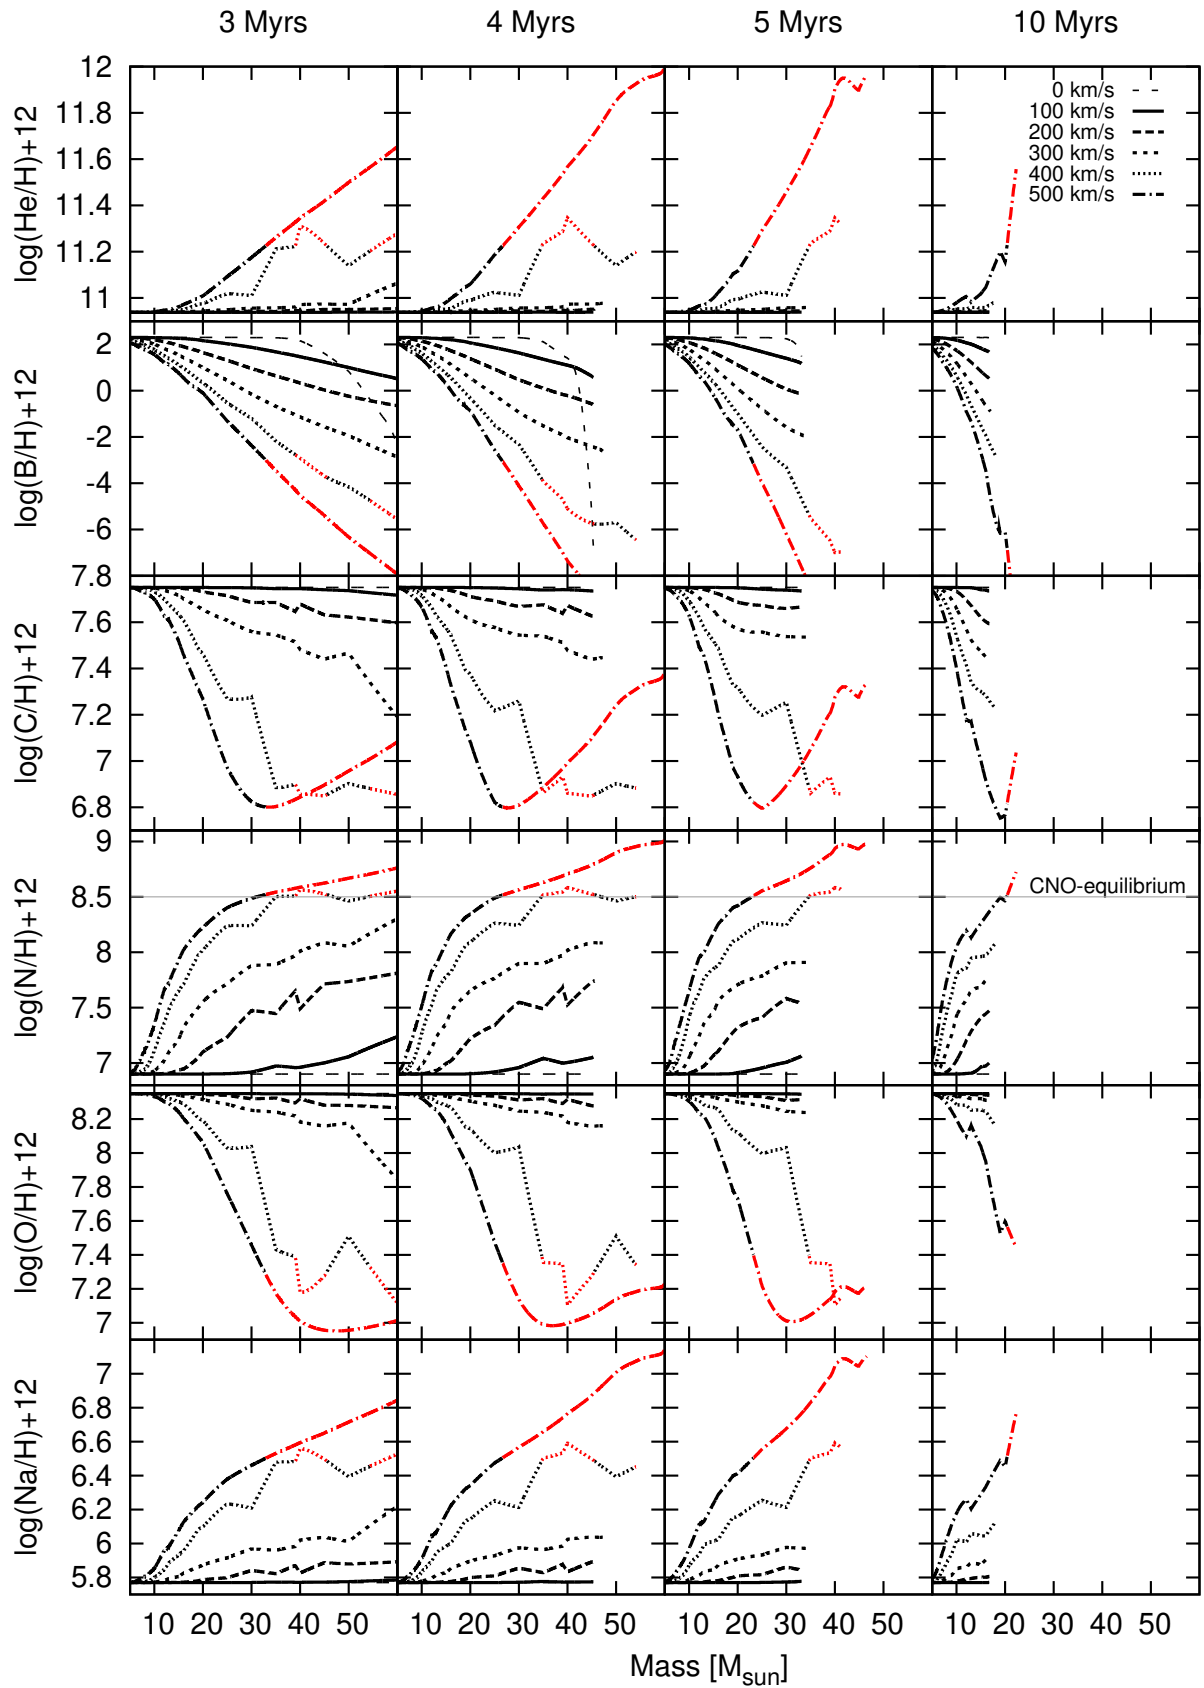 3 Myrs 4 Myrs 5 Myrs 10 Myrs
log(He/H)+12
12
11.8
11.6
11.4
11.2
11
0 km/s
100 km/s
200 km/s
300 km/s
400 km/s
500 km/s
log(B/H)+12
2
0
-2
-4
-6
log(C/H)+12
7.8
7.6
7.4
7.2
7
6.8
log(N/H)+12
9
8.5
8
7.5
7
CNO-equilibrium
log(O/H)+12
8.2
8
7.8
7.6
7.4
7.2
7
log(Na/H)+12
7
6.8
6.6
6.4
6.2
6
5.8
10 20 30 40 50 10 20 30 40 50 10 20 30 40 50 10 20 30 40 50
Mass [M_sun]